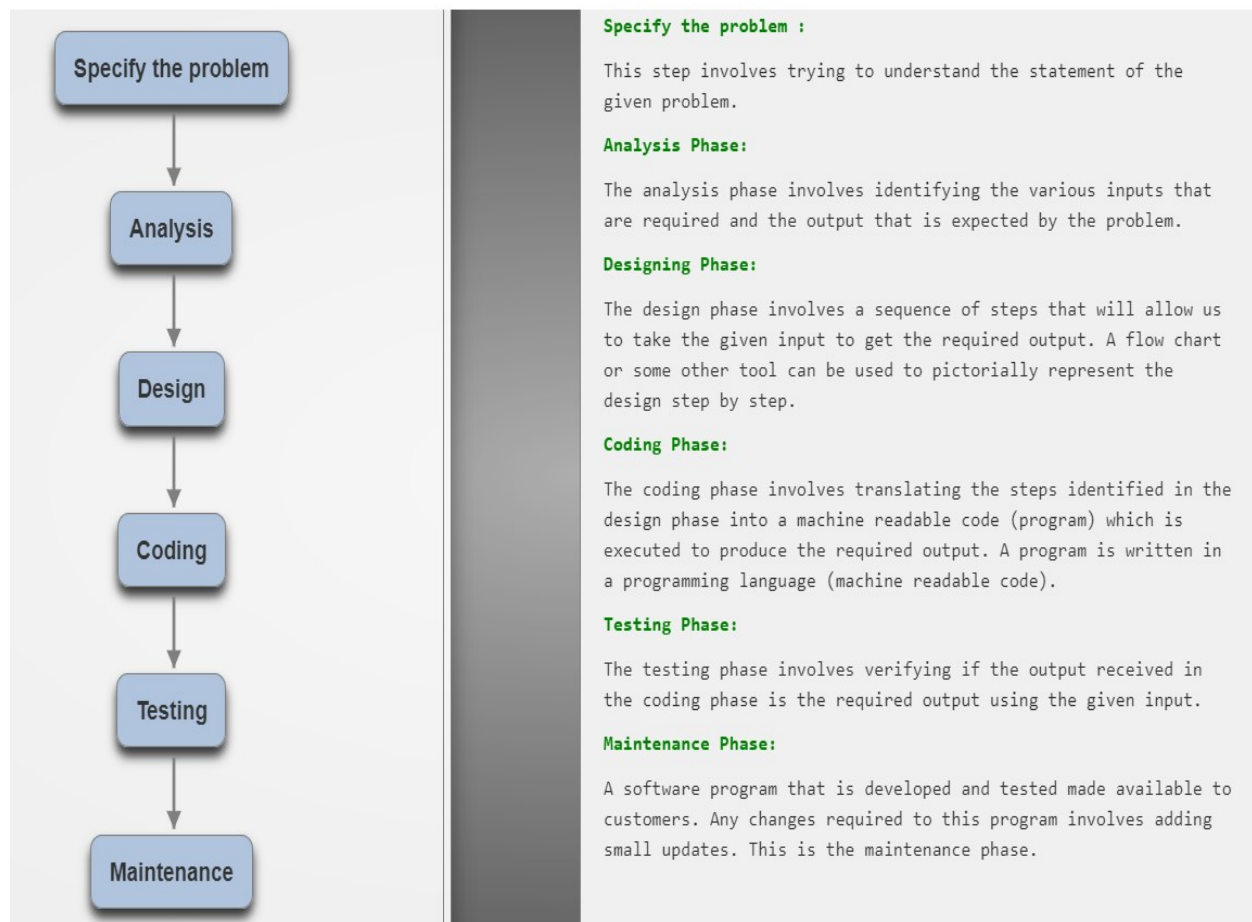 Specify the problem
Analysis
Design
Coding
Testing
Maintenance
Specify the problem :
This step involves trying to understand the statement of the
given problem.
Analysis Phase:
The analysis phase involves identifying the various inputs that
are required and the output that is expected by the problem.
Designing Phase:
The design phase involves a sequence of steps that will allow us
to take the given input to get the required output. A flow chart
or some other tool can be used to pictorially represent the
design step by step.
Coding Phase:
The coding phase involves translating the steps identified in the
design phase into a machine readable code (program) which is
executed to produce the required output. A program is written in
a programming language (machine readable code).
Testing Phase:
The testing phase involves verifying if the output received in
the coding phase is the required output using the given input.
Maintenance Phase:
A software program that is developed and tested made available to
customers. Any changes required to this program involves adding
small updates. This is the maintenance phase.